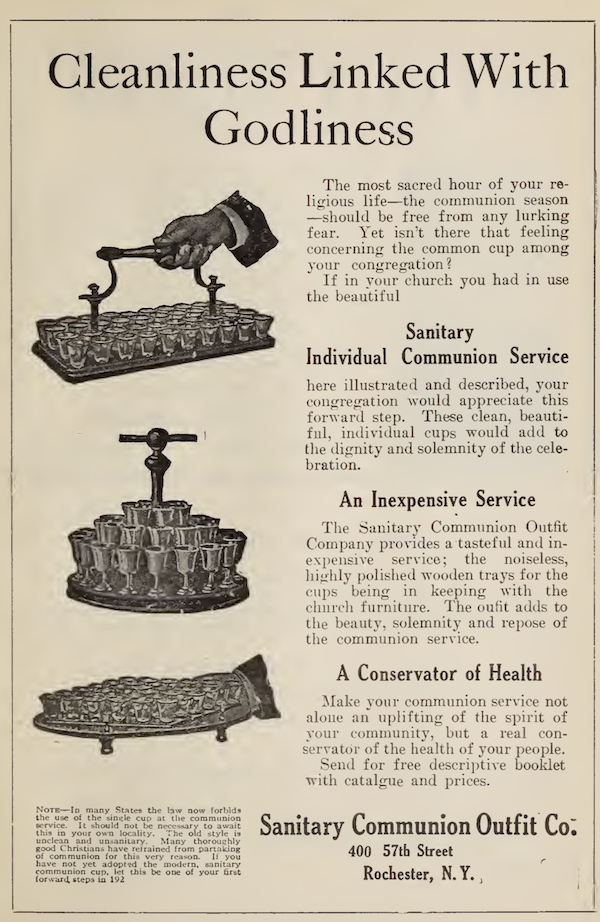 Cleanliness Linked With
Godliness
The most sacred hour of your re-
ligious life—the communion season
—should be free from any lurking
fear. Yet isn't there that feeling
concerning the common cup among
your congregation?
If in your church you had in use
the beautiful
Sanitary
Individual Communion Service
here illustrated and described, your
congregation would appreciate this
forward step. These clean, beauti-
ful, individual cups would add to
the dignity and solemnity of the cele-
bration.
An Inexpensive Service
The Sanitary Communion Outfit
Company provides a tasteful and in-
expensive service; the noiseless,
highly polished wooden trays for the
cups being in keeping with the
church furniture. The oufit adds to
the beauty, solemnity and repose of
the communion service.
A Conservator of Health
Make your communion service not
alone an uplifting of the spirit of
your community, but a real con-
servator of the health of your people.
Send for free descriptive booklet
with catalgue and prices.
NOTE—In many States the law now forbids
the use of the single cup at the communion
service. It should not be necessary to await
this in your own locality. The old style is
unclean and unsanitary. Many thoroughly
good Christians have refrained from partaking
of communion for this very reason. If you
have not yet adopted the modern, sanitary
communion cup, let this be one of your first
forward steps in 192
Sanitary Communion Outfit Co.
400 57th Street
Rochester, N. Y.